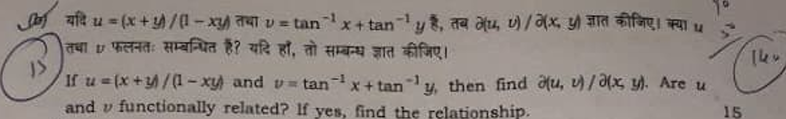 (b) यदि u = (x + y) / (1 – xy) तथा v = tan⁻¹ x + tan⁻¹ y है, तब ∂(u, v) / ∂(x, y) ज्ञात कीजिए। क्या u
तथा v फलनतः सम्बन्धित हैं? यदि हाँ, तो सम्बन्ध ज्ञात कीजिए।
If u = (x + y) / (1 – xy) and v = tan⁻¹ x + tan⁻¹ y, then find ∂(u, v) / ∂(x, y). Are u
and v functionally related? If yes, find the relationship. 15